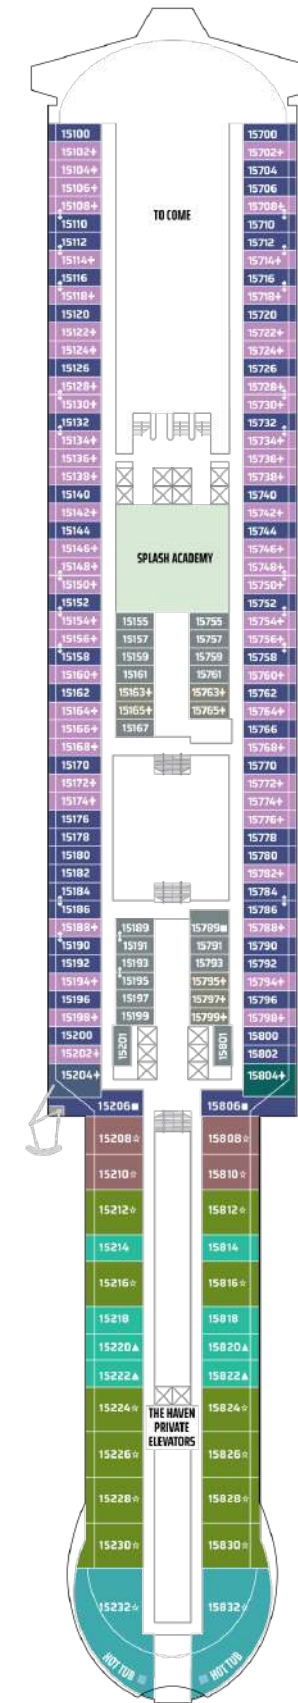 15100 15700
15102+ 15702+
15104+ 15704
15106+ 15706
15108+ 15708+
15110 15710
15112 15712
15114+ 15714+
15116 15716
15118+ 15718+
TO COME
15120 15720
15122+ 15722+
15124+ 15724+
15126 15726
15128+ 15728+
15130+ 15730+
15132 15732
15134+ 15734+
15136+ 15736+
15138+ 15738+
15140 15740
15142+ 15742+
15144 15744
15146+ 15746+
SPLASH ACADEMY
15148+ 15748+
15150+ 15750+
15152 15752
15154+ 15155 15755 15754+
15156+ 15157 15757 15756+
15158 15159 15759 15758
15160+ 15161 15761 15760+
15162 15163+ 15763+ 15762
15164+ 15165+ 15765+ 15764+
15166+ 15167 15766
15168+ 15768+
15170 15770
15172+ 15772+
15174+ 15774+
15176 15776+
15178 15778
15180 15780
15182 15782+
15184 15784
15186 15786
15188+ 15189 15789■ 15788+
15190 15191 15791 15790
15192 15193 15793 15792
15194+ 15195 15795+ 15794+
15196 15197 15797+ 15796
15198+ 15199 15799+ 15798+
15200 15201 15801 15800
15202+ 15802
15204+ 15804+
15206■ 15806■
15208☆ 15808☆
15210☆ 15810☆
15212☆ 15812☆
15214 15814
15216☆ 15816☆
15218 15818
15220▲ 15820▲
15222▲ 15822▲
15224☆ 15824☆
THE HAVEN
PRIVATE
ELEVATORS
15226☆ 15826☆
15228☆ 15828☆
15230☆ 15830☆
15232☆ 15832☆
HOT TUB HOT TUB